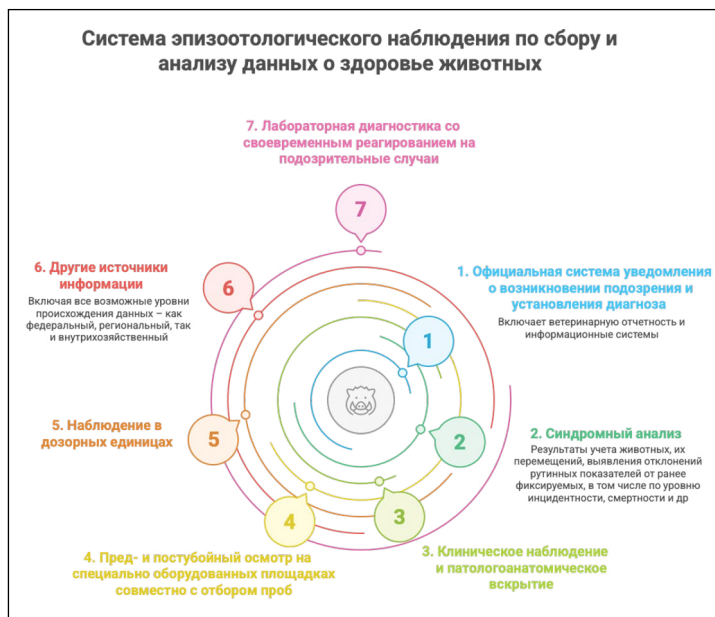 Система эпизоотологического наблюдения по сбору и
анализу данных о здоровье животных
7. Лабораторная диагностика со
своевременным реагированием на
подозрительные случаи
7
6. Другие источники
информации
Включая все возможные уровни
происхождения данных – как
федеральный, региональный, так
и внутрихозяйственный
6
1. Официальная система уведомления
о возникновении подозрения и
установления диагноза
Включает ветеринарную отчетность и
информационные системы
1
5. Наблюдение в
дозорных единицах
5
2
2. Синдромный анализ
Результаты учета животных, их
перемещений, выявления отклонений
рутинных показателей от ранее
фиксируемых, в том числе по уровню
инцидентности, смертности и др
4
3
4. Пред- и постубойный осмотр на
специально оборудованных площадках
совместно с отбором проб
3. Клиническое наблюдение
и патологоанатомическое
вскрытие